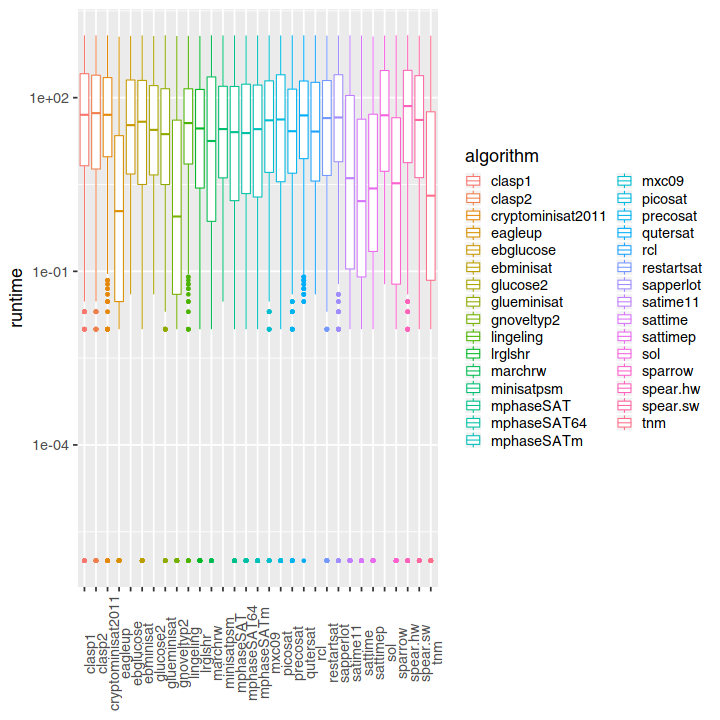 1e+02
1e-01
1e-04
runtime
clasp1
clasp2
cryptominisat2011
eagleup
ebglucose
ebminisat
glucose2
glueminisat
gnoveltyp2
lingeling
lrglshr
marchrw
minisatpsm
mphaseSAT
mphaseSAT64
mphaseSATm
mxc09
picosat
precosat
qutersat
rcl
restartsat
sapperlot
satime11
sattime
sattimep
sol
sparrow
spear.hw
spear.sw
tnm
algorithm
clasp1
clasp2
cryptominisat2011
eagleup
ebglucose
ebminisat
glucose2
glueminisat
gnoveltyp2
lingeling
lrglshr
marchrw
minisatpsm
mphaseSAT
mphaseSAT64
mphaseSATm
mxc09
picosat
precosat
qutersat
rcl
restartsat
sapperlot
satime11
sattime
sattimep
sol
sparrow
spear.hw
spear.sw
tnm